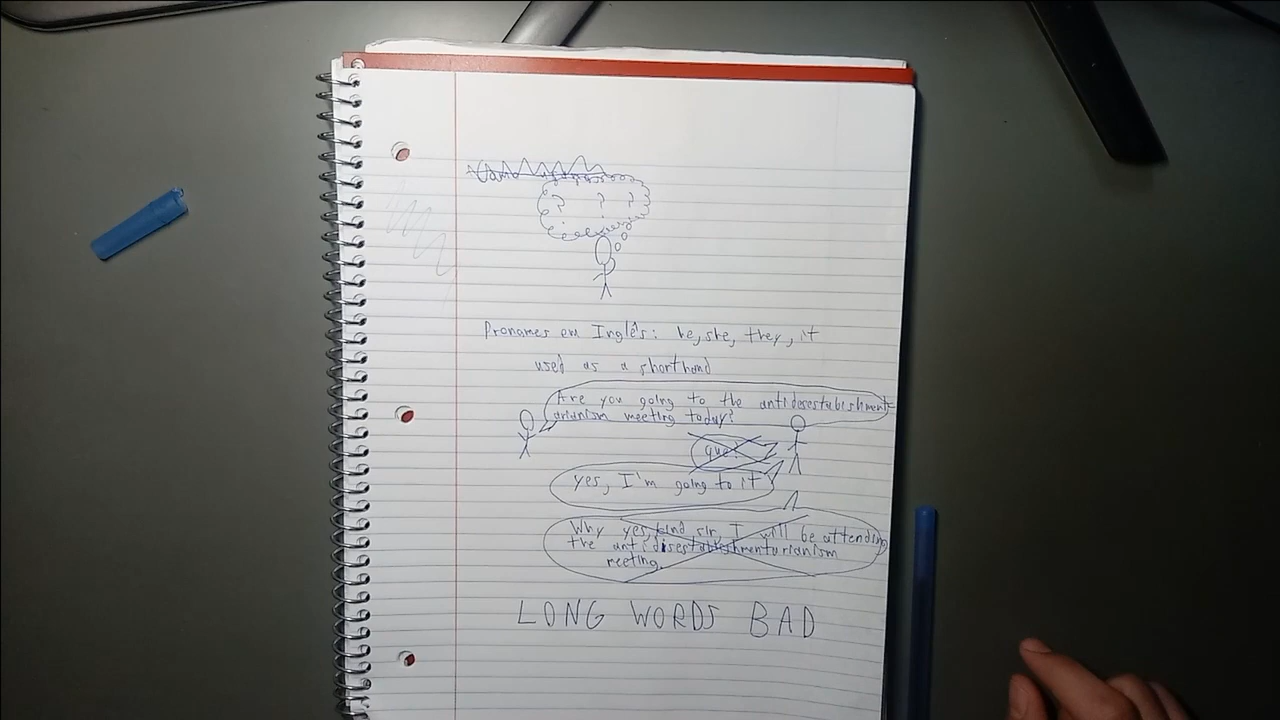 ? ? ?
Pronomes em Inglês: he, she, they, it
used as a shorthand
Are you going to the antidesestablishment-
arianism meeting today?
que?
yes, I'm going to it
Why yes, kind sir I will be attending
the antidisestablishmentarianism
meeting.
LONG WORDS BAD